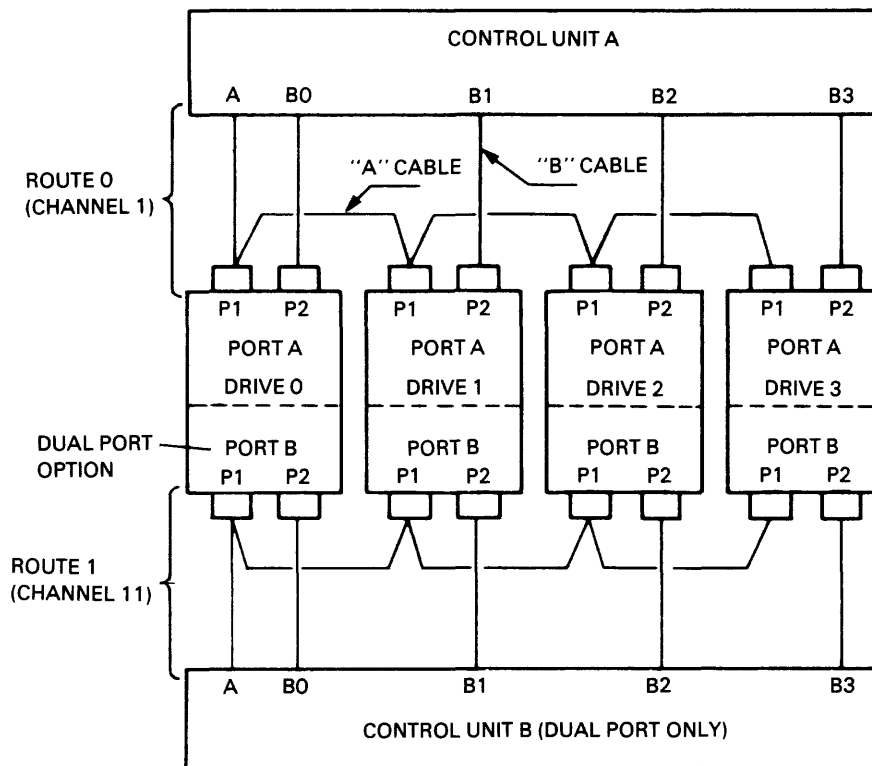 CONTROL UNIT A
A B0 B1 B2 B3
"A" CABLE
"B" CABLE
ROUTE 0
(CHANNEL 1)
P1 P2 P1 P2 P1 P2 P1 P2
PORT A PORT A PORT A PORT A
DRIVE 0 DRIVE 1 DRIVE 2 DRIVE 3
DUAL PORT
OPTION
PORT B PORT B PORT B PORT B
P1 P2 P1 P2 P1 P2 P1 P2
ROUTE 1
(CHANNEL 11)
A B0 B1 B2 B3
CONTROL UNIT B (DUAL PORT ONLY)